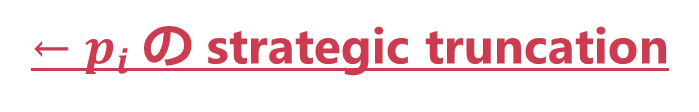 ← 𝒑𝒊 の strategic truncation